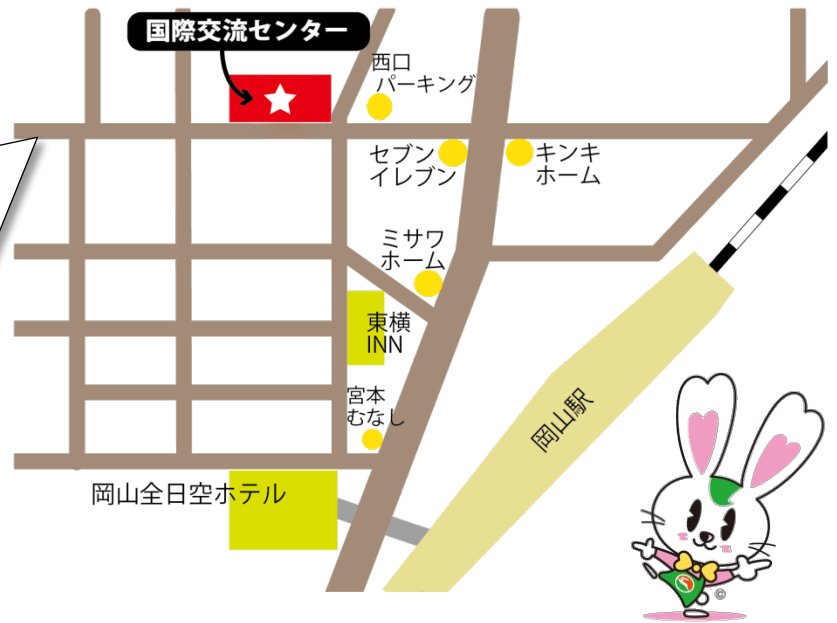 国際交流センター
西口
パーキング
セブン
イレブン
キンキ
ホーム
ミサワ
ホーム
東横
INN
宮本
むなし
岡山駅
岡山全日空ホテル
©